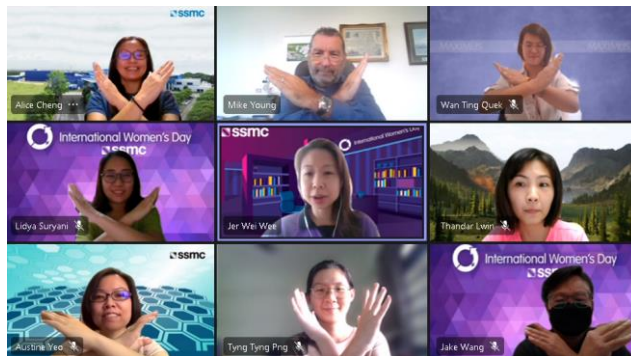 ssmc
Alice Cheng
Mike Young
Wan Ting Quek
International Women's Day
ssmc
Lidya Suryani
ssmc
International Women's
Jer Wei Wee
Thandar Lwin
ssmc
Austine Yeo
Tyng Tyng Png
International Women's Day
Jake Wang